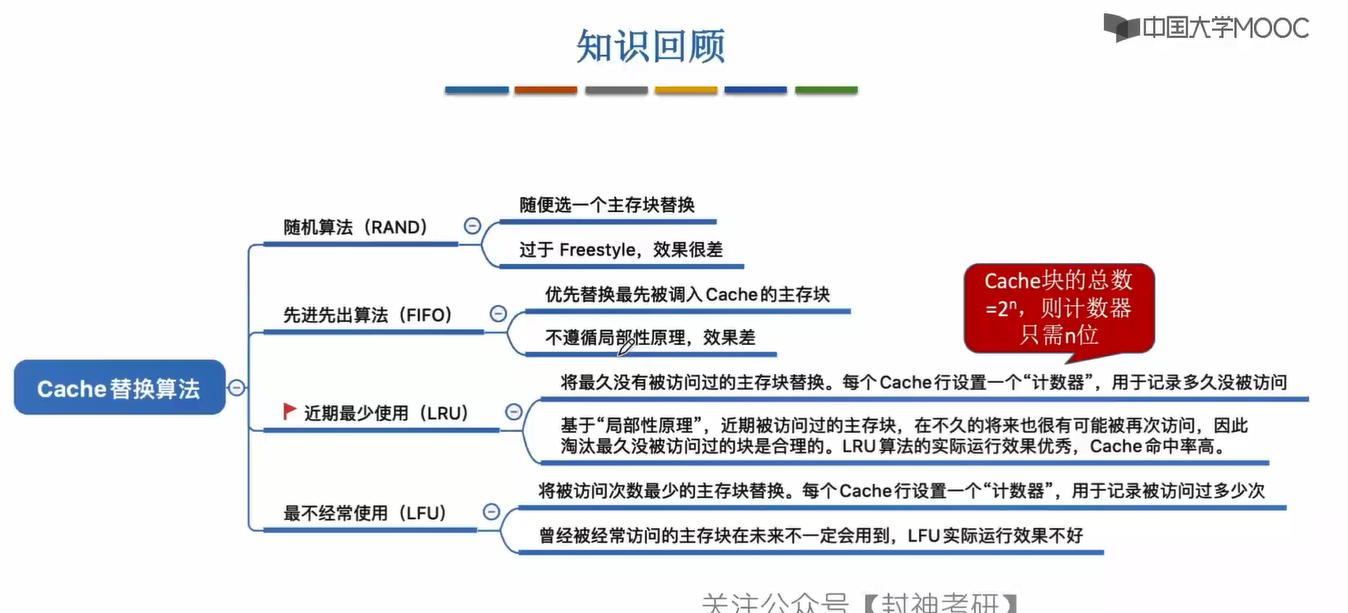 中国大学MOOC
知识回顾
随便选一个主存块替换
随机算法（RAND）
过于 Freestyle，效果很差
Cache块的总数
=2ⁿ，则计数器
只需n位
优先替换最先被调入Cache的主存块
先进先出算法（FIFO）
不遵循局部性原理，效果差
Cache替换算法
将最久没有被访问过的主存块替换。每个Cache行设置一个“计数器”，用于记录多久没被访问
近期最少使用（LRU）
基于“局部性原理”，近期被访问过的主存块，在不久的将来也很有可能被再次访问，因此
淘汰最久没被访问过的块是合理的。LRU算法的实际运行效果优秀，Cache命中率高。
将被访问次数最少的主存块替换。每个Cache行设置一个“计数器”，用于记录被访问过多少次
最不经常使用（LFU）
曾经被经常访问的主存块在未来不一定会用到，LFU实际运行效果不好
关注公众号【封神考研】